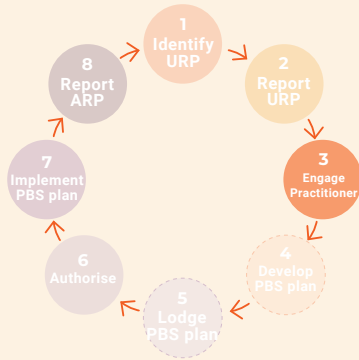 1
Identify
URP
2
Report
URP
3
Engage
Practitioner
4
Develop
PBS plan
5
Lodge
PBS plan
6
Authorise
7
Implement
PBS plan
8
Report
ARP